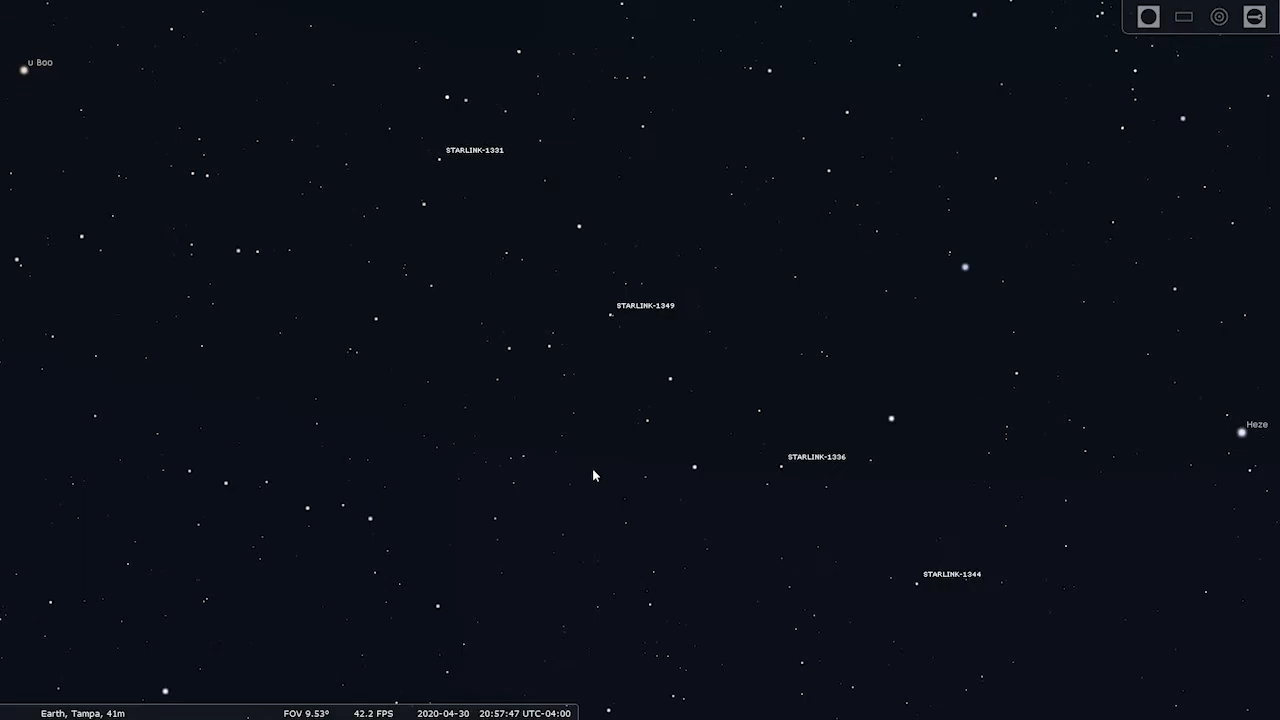 υ Boo
STARLINK-1331
STARLINK-1349
Heze
STARLINK-1336
STARLINK-1344
Earth, Tampa, 41m FOV 9.53° 42.2 FPS 2020-04-30 20:57:47 UTC-04:00